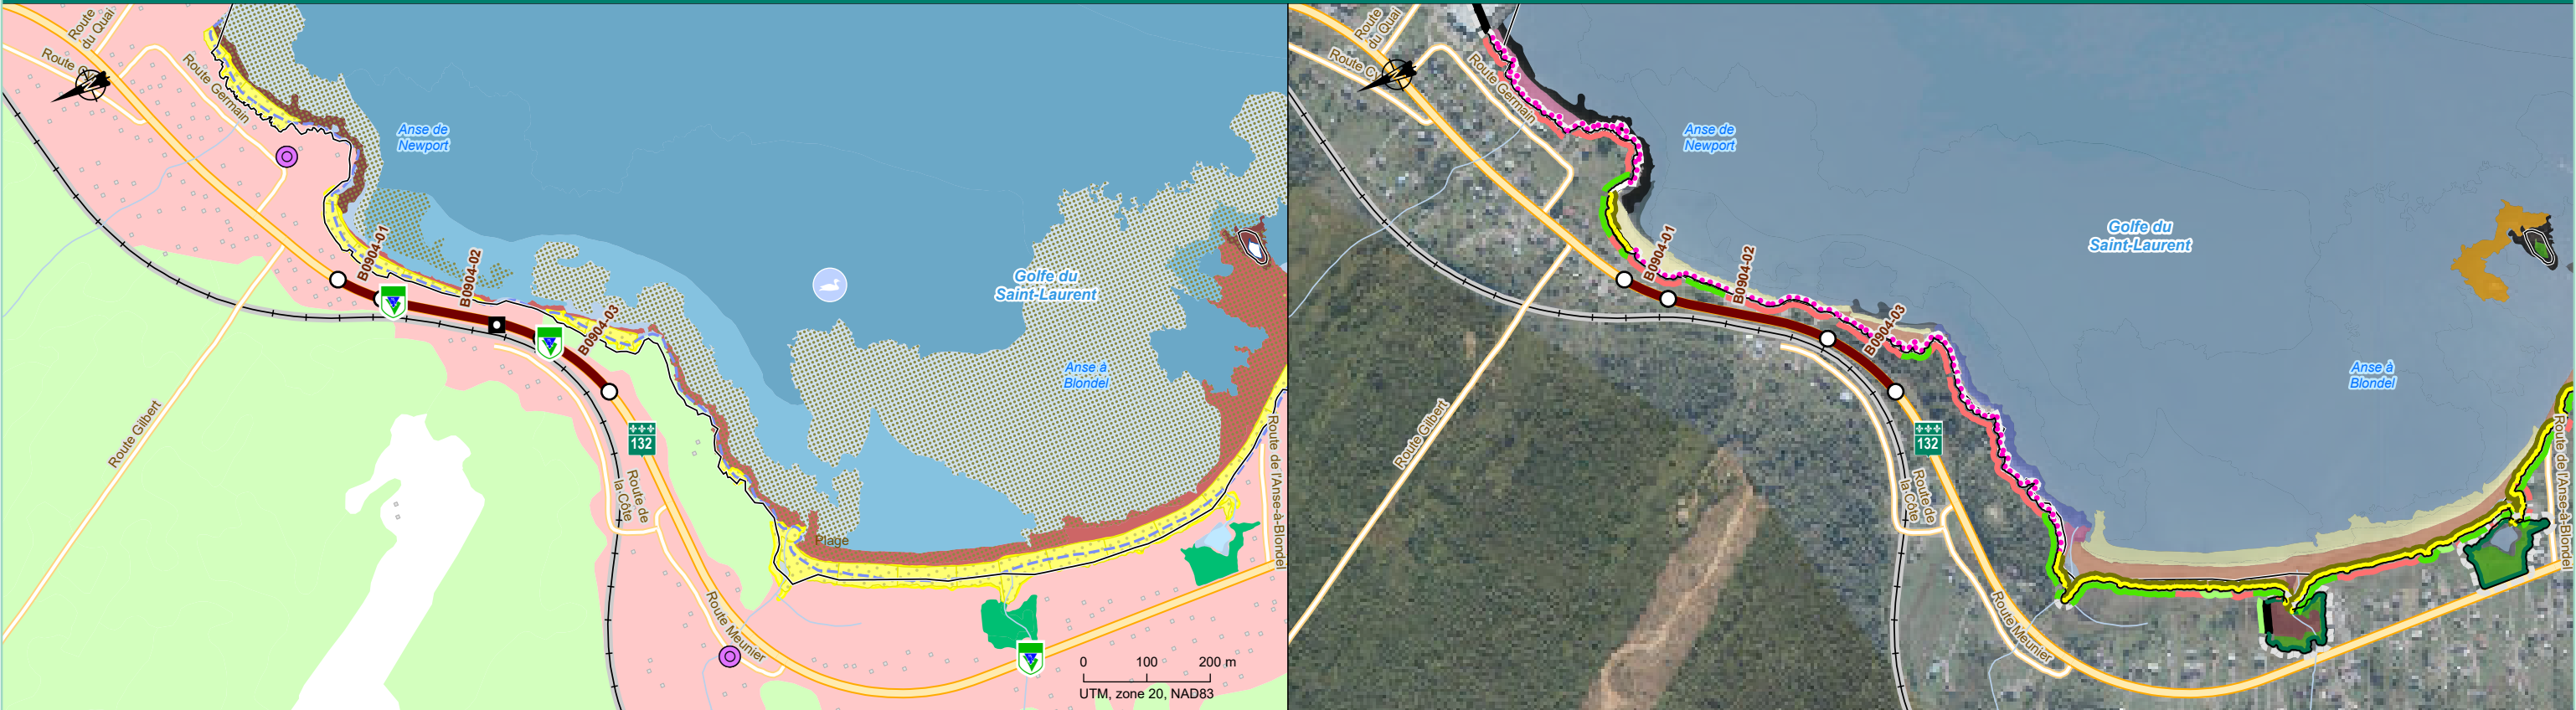 Route
du Quai
Route C
Route
Germain
Anse de
Newport
B0904-01
B0904-02
B0904-03
Golfe du
Saint-Laurent
Anse à
Blondel
Route Gilbert
132
Route de
la Côte
Plage
Route Meunier
Route de l'Anse-à-Blondel
0 100 200 m
UTM, zone 20, NAD83
Route
du Quai
Route C
Route
Germain
Anse de
Newport
B0904-01
B0904-02
B0904-03
Golfe du
Saint-Laurent
Anse à
Blondel
Route Gilbert
132
Route de
la Côte
Route Meunier
Route de l'Anse-à-Blondel